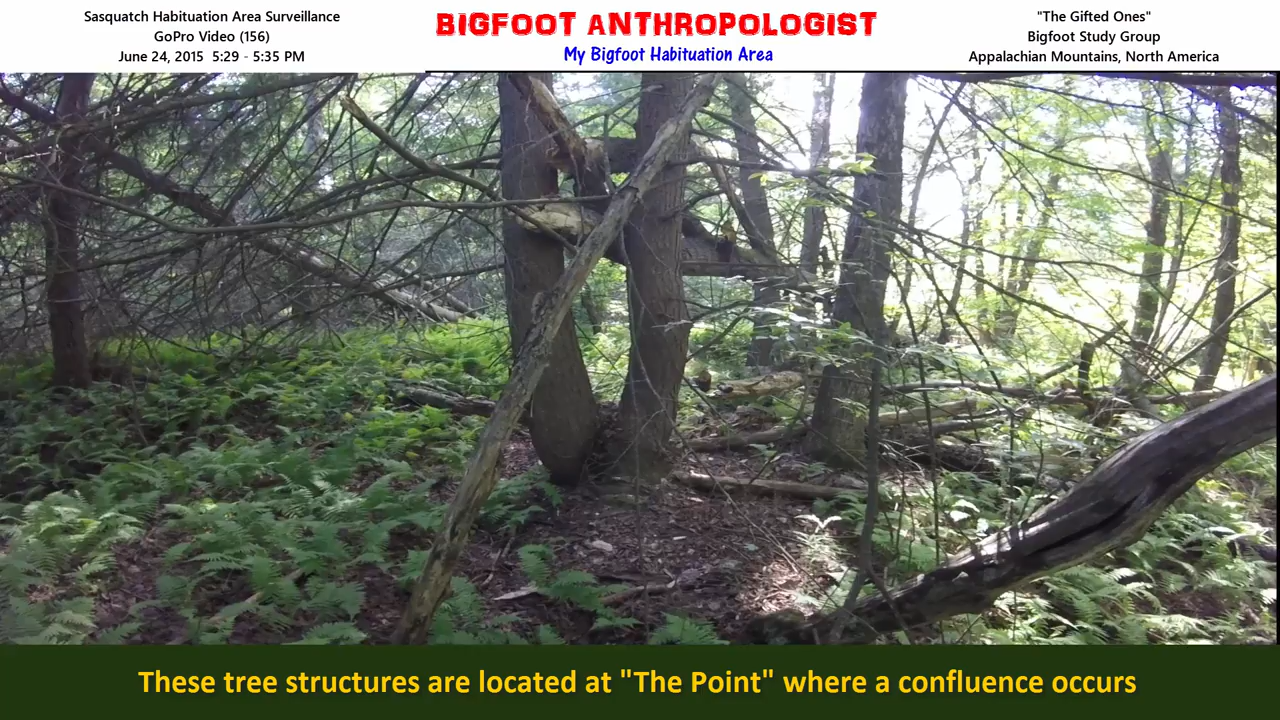 Sasquatch Habituation Area Surveillance
GoPro Video (156)
June 24, 2015  5:29 - 5:35 PM
BIGFOOT ANTHROPOLOGIST
My Bigfoot Habituation Area
"The Gifted Ones"
Bigfoot Study Group
Appalachian Mountains, North America
These tree structures are located at "The Point" where a confluence occurs